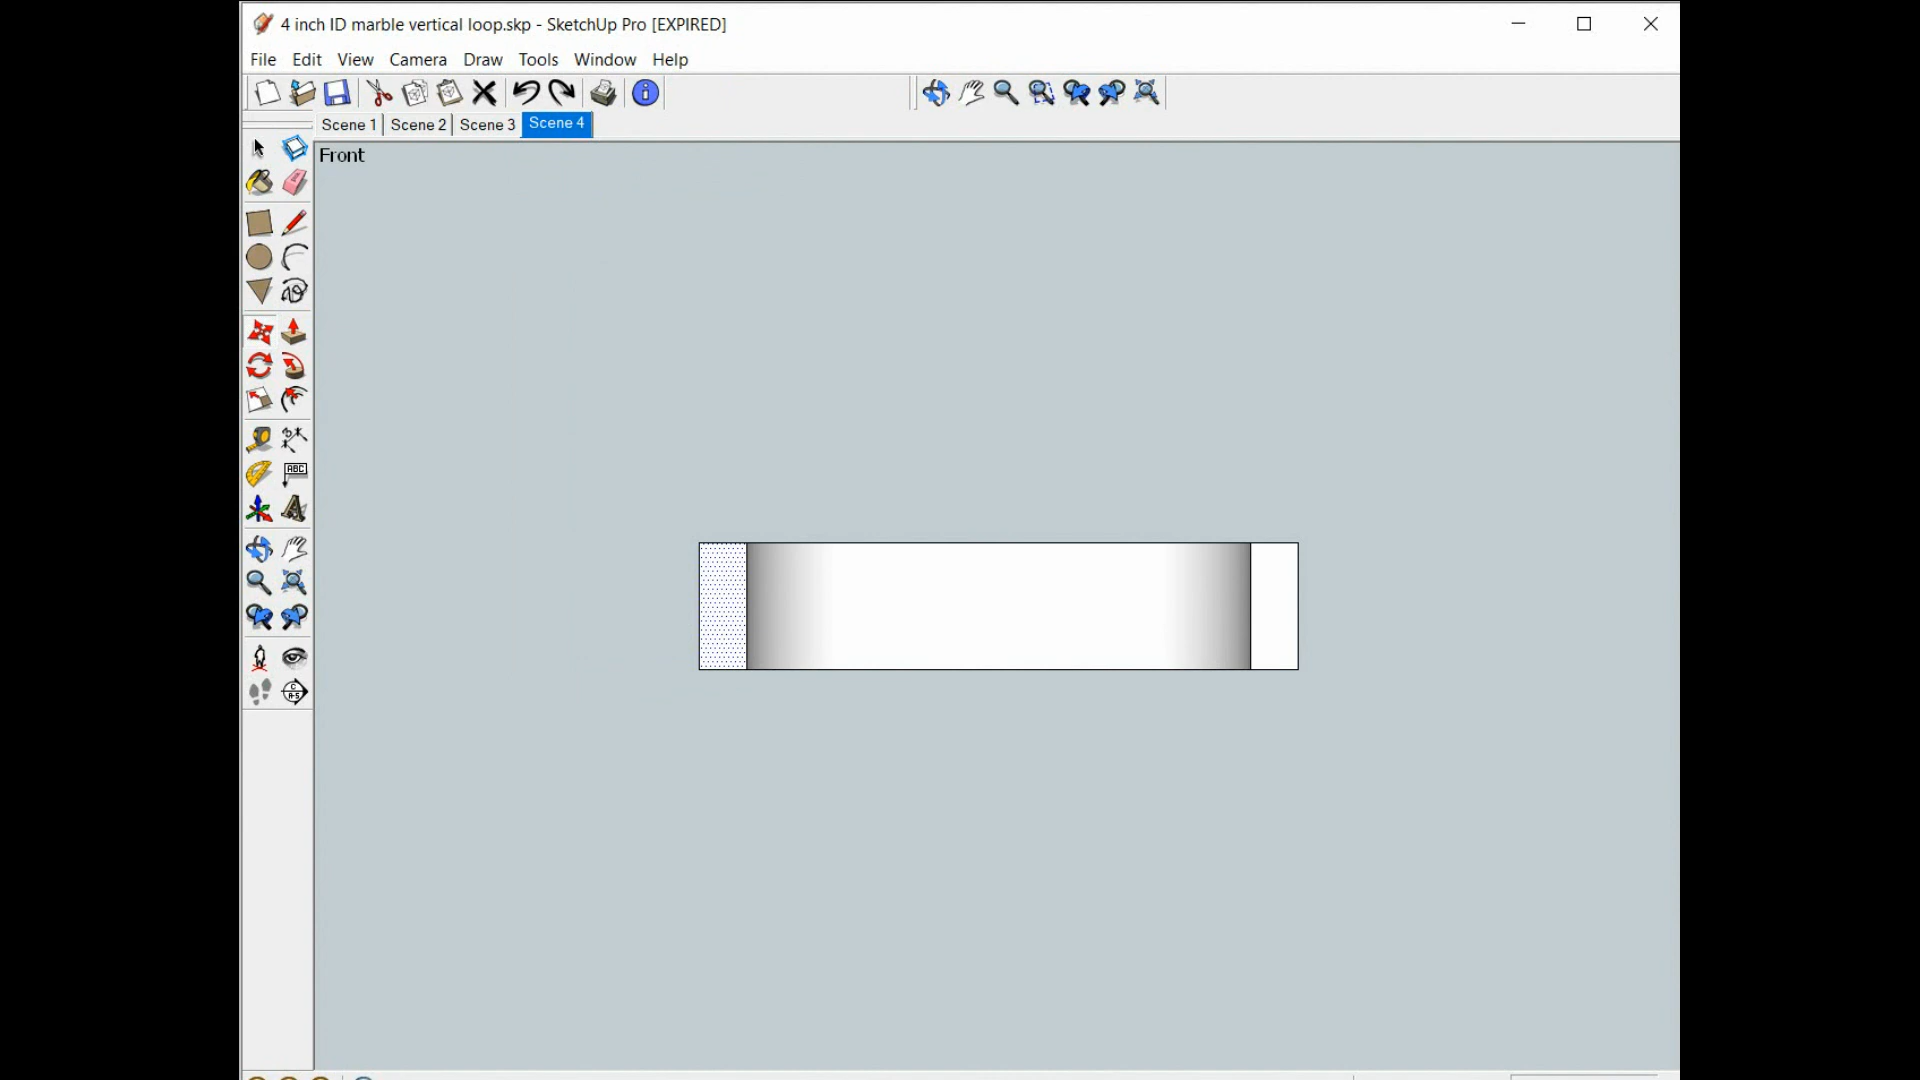 4 inch ID marble vertical loop.skp - SketchUp Pro [EXPIRED]
File Edit View Camera Draw Tools Window Help
Scene 1 Scene 2 Scene 3 Scene 4
Front
ABC